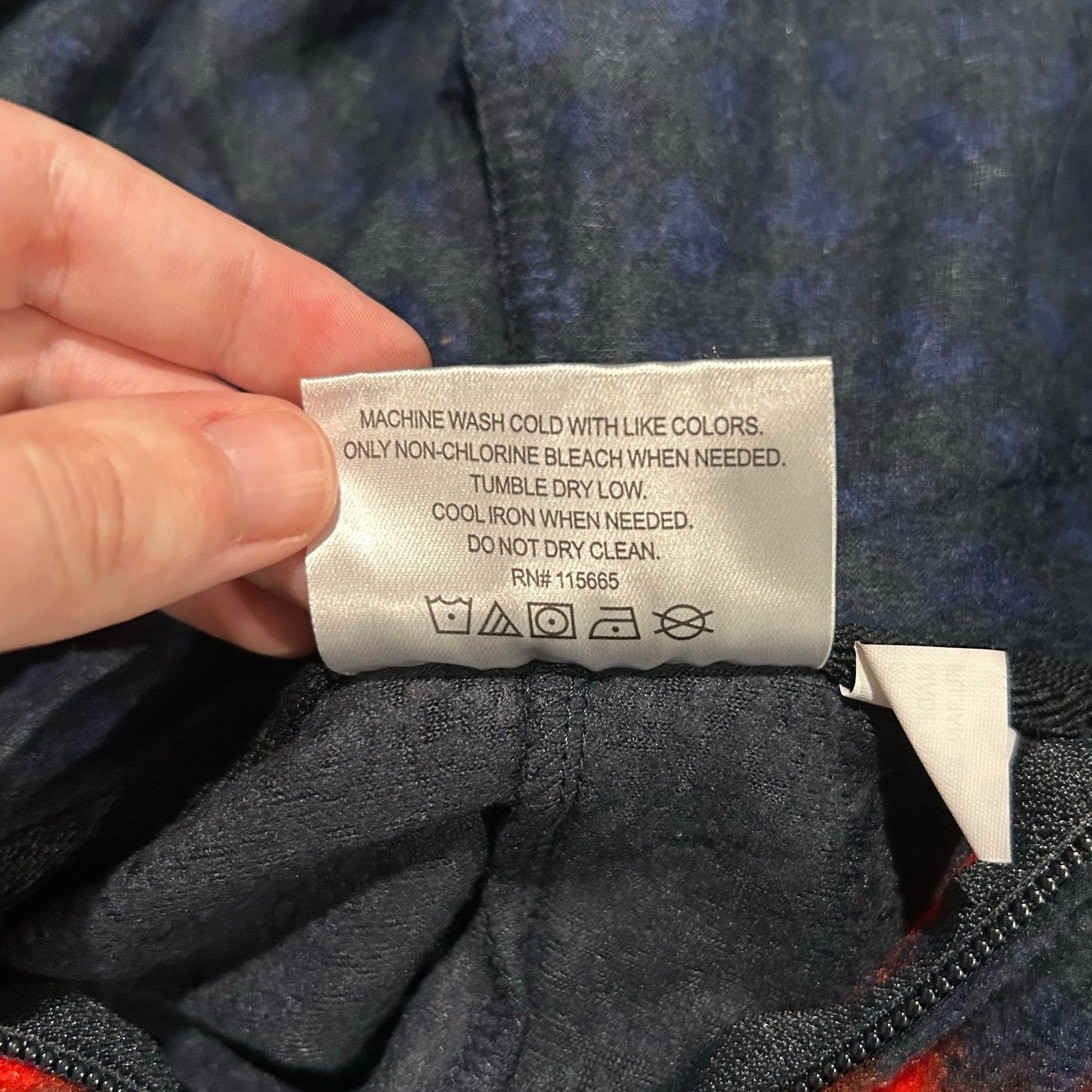 MACHINE WASH COLD WITH LIKE COLORS.
ONLY NON-CHLORINE BLEACH WHEN NEEDED.
TUMBLE DRY LOW.
COOL IRON WHEN NEEDED.
DO NOT DRY CLEAN.
RN# 115665